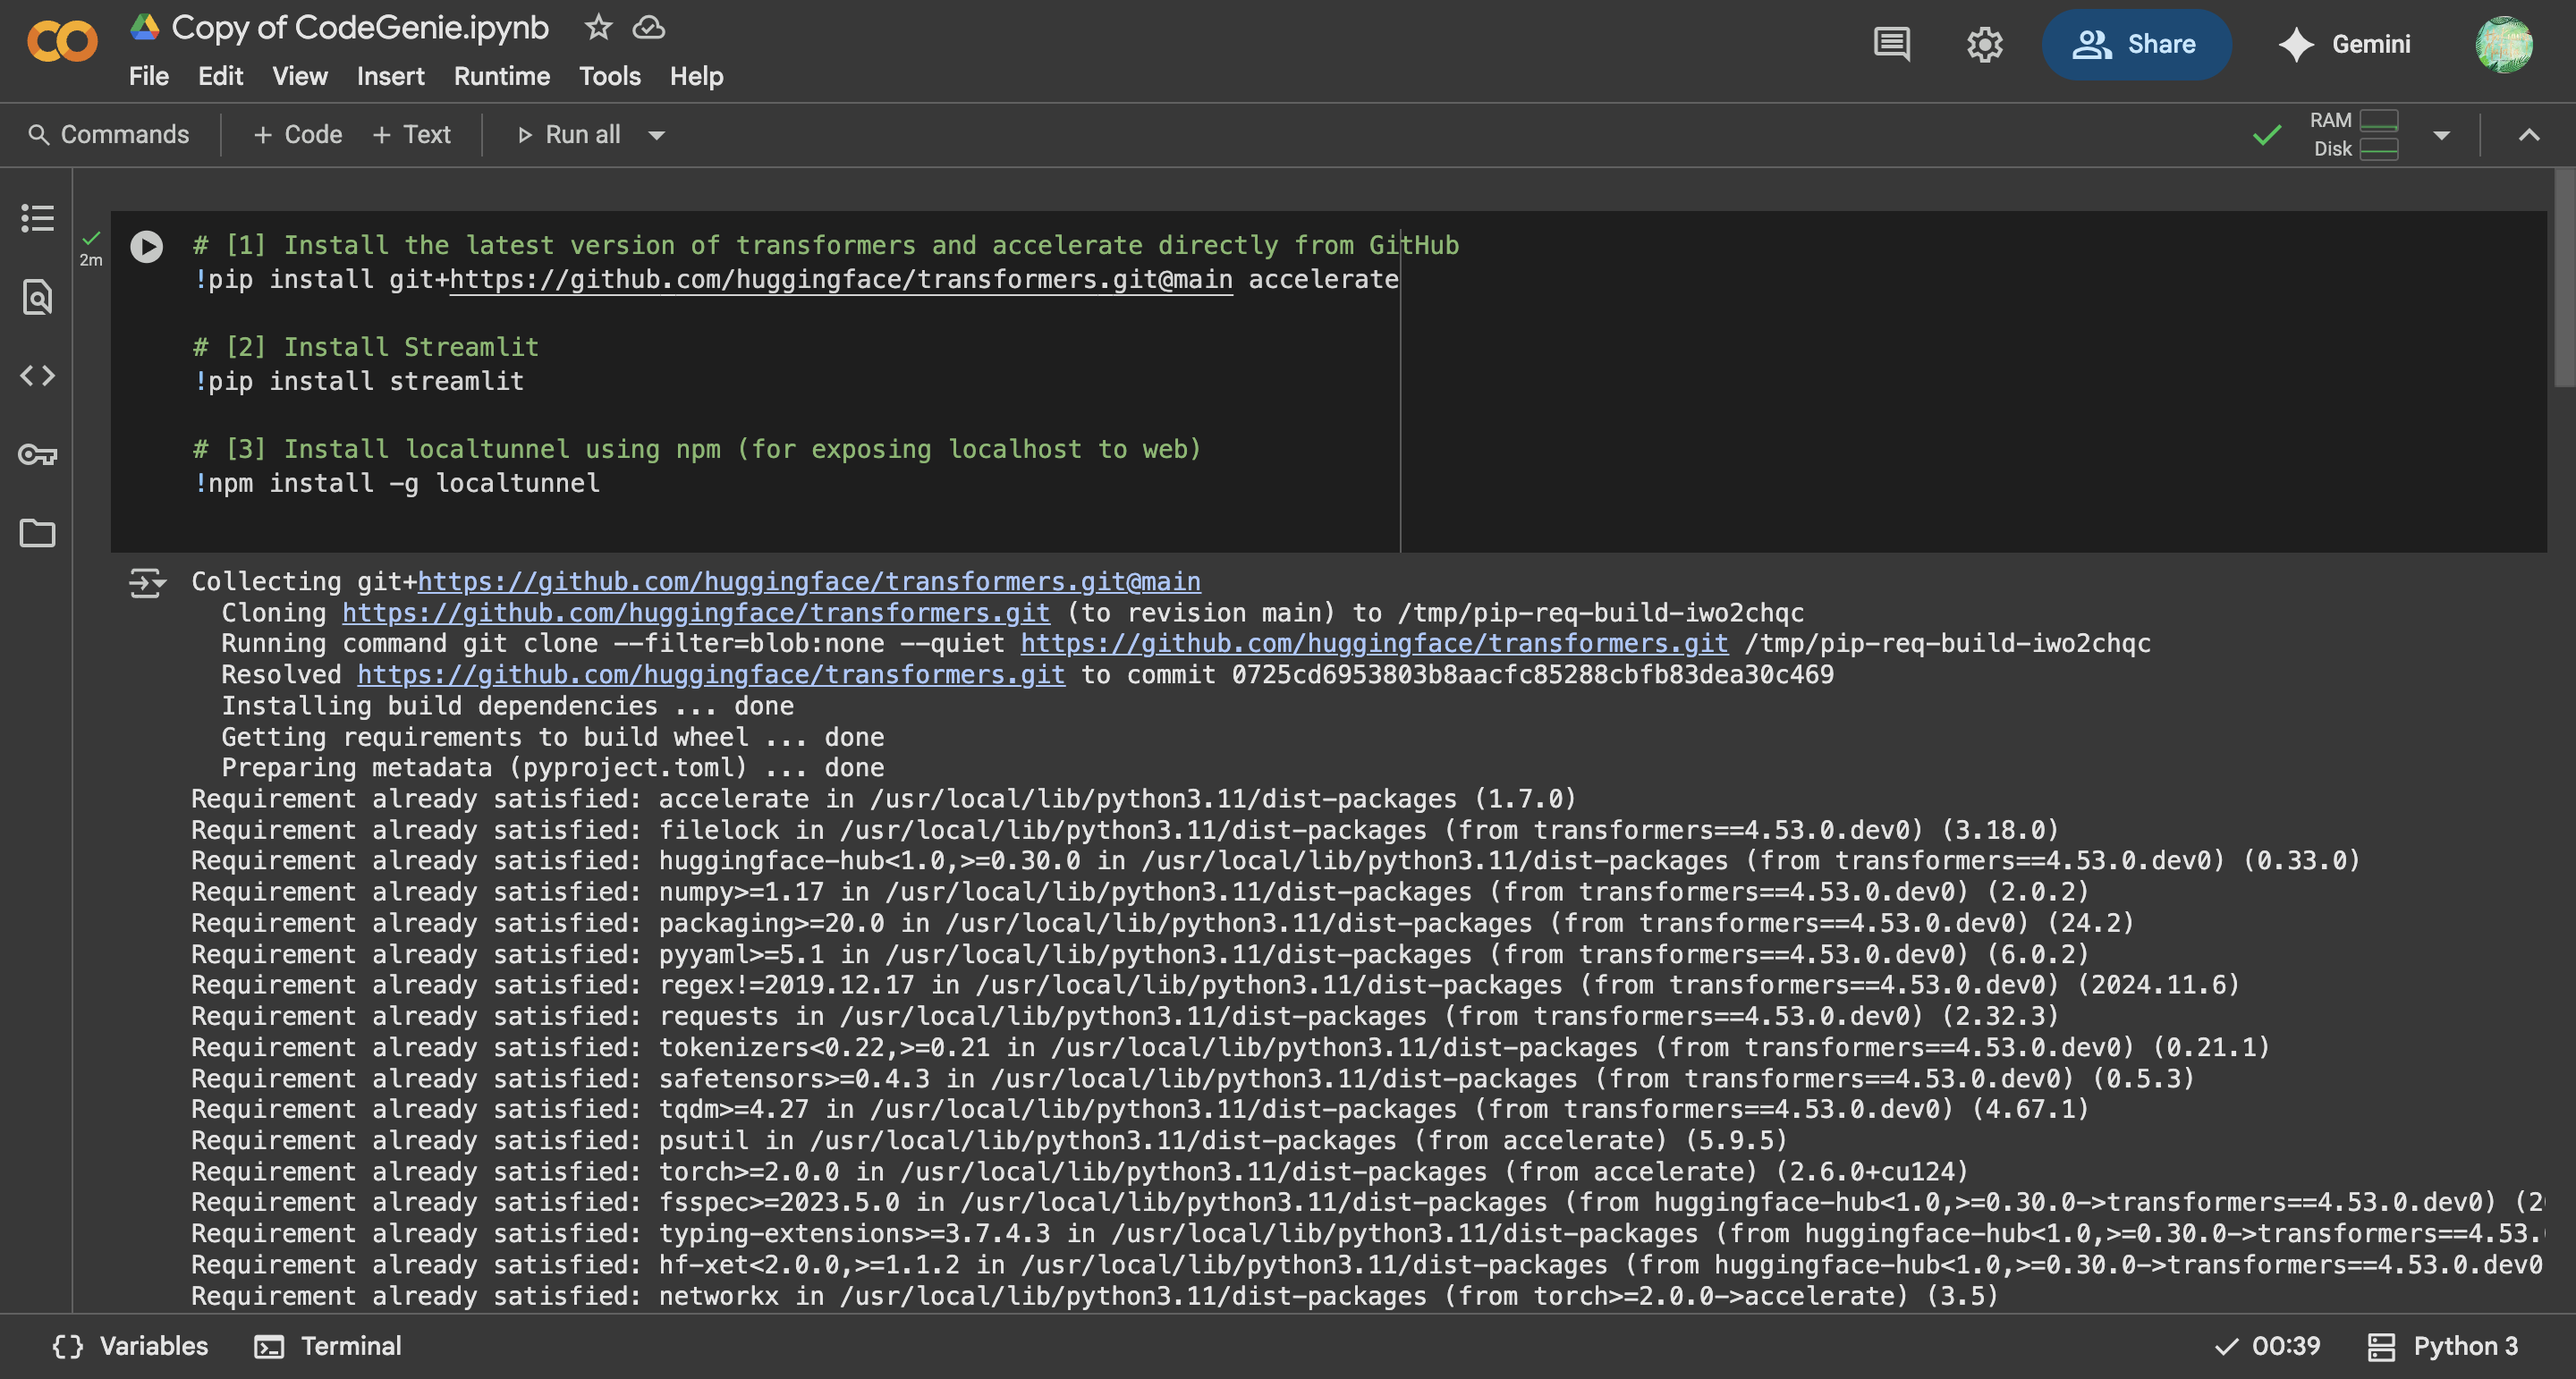 Copy of CodeGenie.ipynb
File Edit View Insert Runtime Tools Help
Share
Gemini
Commands + Code + Text Run all
RAM
Disk
2m
# [1] Install the latest version of transformers and accelerate directly from GitHub
!pip install git+https://github.com/huggingface/transformers.git@main accelerate
# [2] Install Streamlit
!pip install streamlit
# [3] Install localtunnel using npm (for exposing localhost to web)
!npm install -g localtunnel
Collecting git+https://github.com/huggingface/transformers.git@main
Cloning https://github.com/huggingface/transformers.git (to revision main) to /tmp/pip-req-build-iwo2chqc
Running command git clone --filter=blob:none --quiet https://github.com/huggingface/transformers.git /tmp/pip-req-build-iwo2chqc
Resolved https://github.com/huggingface/transformers.git to commit 0725cd6953803b8aacfc85288cbfb83dea30c469
Installing build dependencies ... done
Getting requirements to build wheel ... done
Preparing metadata (pyproject.toml) ... done
Requirement already satisfied: accelerate in /usr/local/lib/python3.11/dist-packages (1.7.0)
Requirement already satisfied: filelock in /usr/local/lib/python3.11/dist-packages (from transformers==4.53.0.dev0) (3.18.0)
Requirement already satisfied: huggingface-hub<1.0,>=0.30.0 in /usr/local/lib/python3.11/dist-packages (from transformers==4.53.0.dev0) (0.33.0)
Requirement already satisfied: numpy>=1.17 in /usr/local/lib/python3.11/dist-packages (from transformers==4.53.0.dev0) (2.0.2)
Requirement already satisfied: packaging>=20.0 in /usr/local/lib/python3.11/dist-packages (from transformers==4.53.0.dev0) (24.2)
Requirement already satisfied: pyyaml>=5.1 in /usr/local/lib/python3.11/dist-packages (from transformers==4.53.0.dev0) (6.0.2)
Requirement already satisfied: regex!=2019.12.17 in /usr/local/lib/python3.11/dist-packages (from transformers==4.53.0.dev0) (2024.11.6)
Requirement already satisfied: requests in /usr/local/lib/python3.11/dist-packages (from transformers==4.53.0.dev0) (2.32.3)
Requirement already satisfied: tokenizers<0.22,>=0.21 in /usr/local/lib/python3.11/dist-packages (from transformers==4.53.0.dev0) (0.21.1)
Requirement already satisfied: safetensors>=0.4.3 in /usr/local/lib/python3.11/dist-packages (from transformers==4.53.0.dev0) (0.5.3)
Requirement already satisfied: tqdm>=4.27 in /usr/local/lib/python3.11/dist-packages (from transformers==4.53.0.dev0) (4.67.1)
Requirement already satisfied: psutil in /usr/local/lib/python3.11/dist-packages (from accelerate) (5.9.5)
Requirement already satisfied: torch>=2.0.0 in /usr/local/lib/python3.11/dist-packages (from accelerate) (2.6.0+cu124)
Requirement already satisfied: fsspec>=2023.5.0 in /usr/local/lib/python3.11/dist-packages (from huggingface-hub<1.0,>=0.30.0->transformers==4.53.0.dev0) (2
Requirement already satisfied: typing-extensions>=3.7.4.3 in /usr/local/lib/python3.11/dist-packages (from huggingface-hub<1.0,>=0.30.0->transformers==4.53.
Requirement already satisfied: hf-xet<2.0.0,>=1.1.2 in /usr/local/lib/python3.11/dist-packages (from huggingface-hub<1.0,>=0.30.0->transformers==4.53.0.dev0
Requirement already satisfied: networkx in /usr/local/lib/python3.11/dist-packages (from torch>=2.0.0->accelerate) (3.5)
Variables Terminal 00:39 Python 3